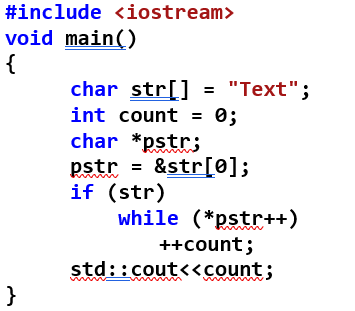 #include <iostream>
void main()
{
char str[] = "Text";
int count = 0;
char *pstr;
pstr = &str[0];
if (str)
while (*pstr++)
++count;
std::cout<<count;
}